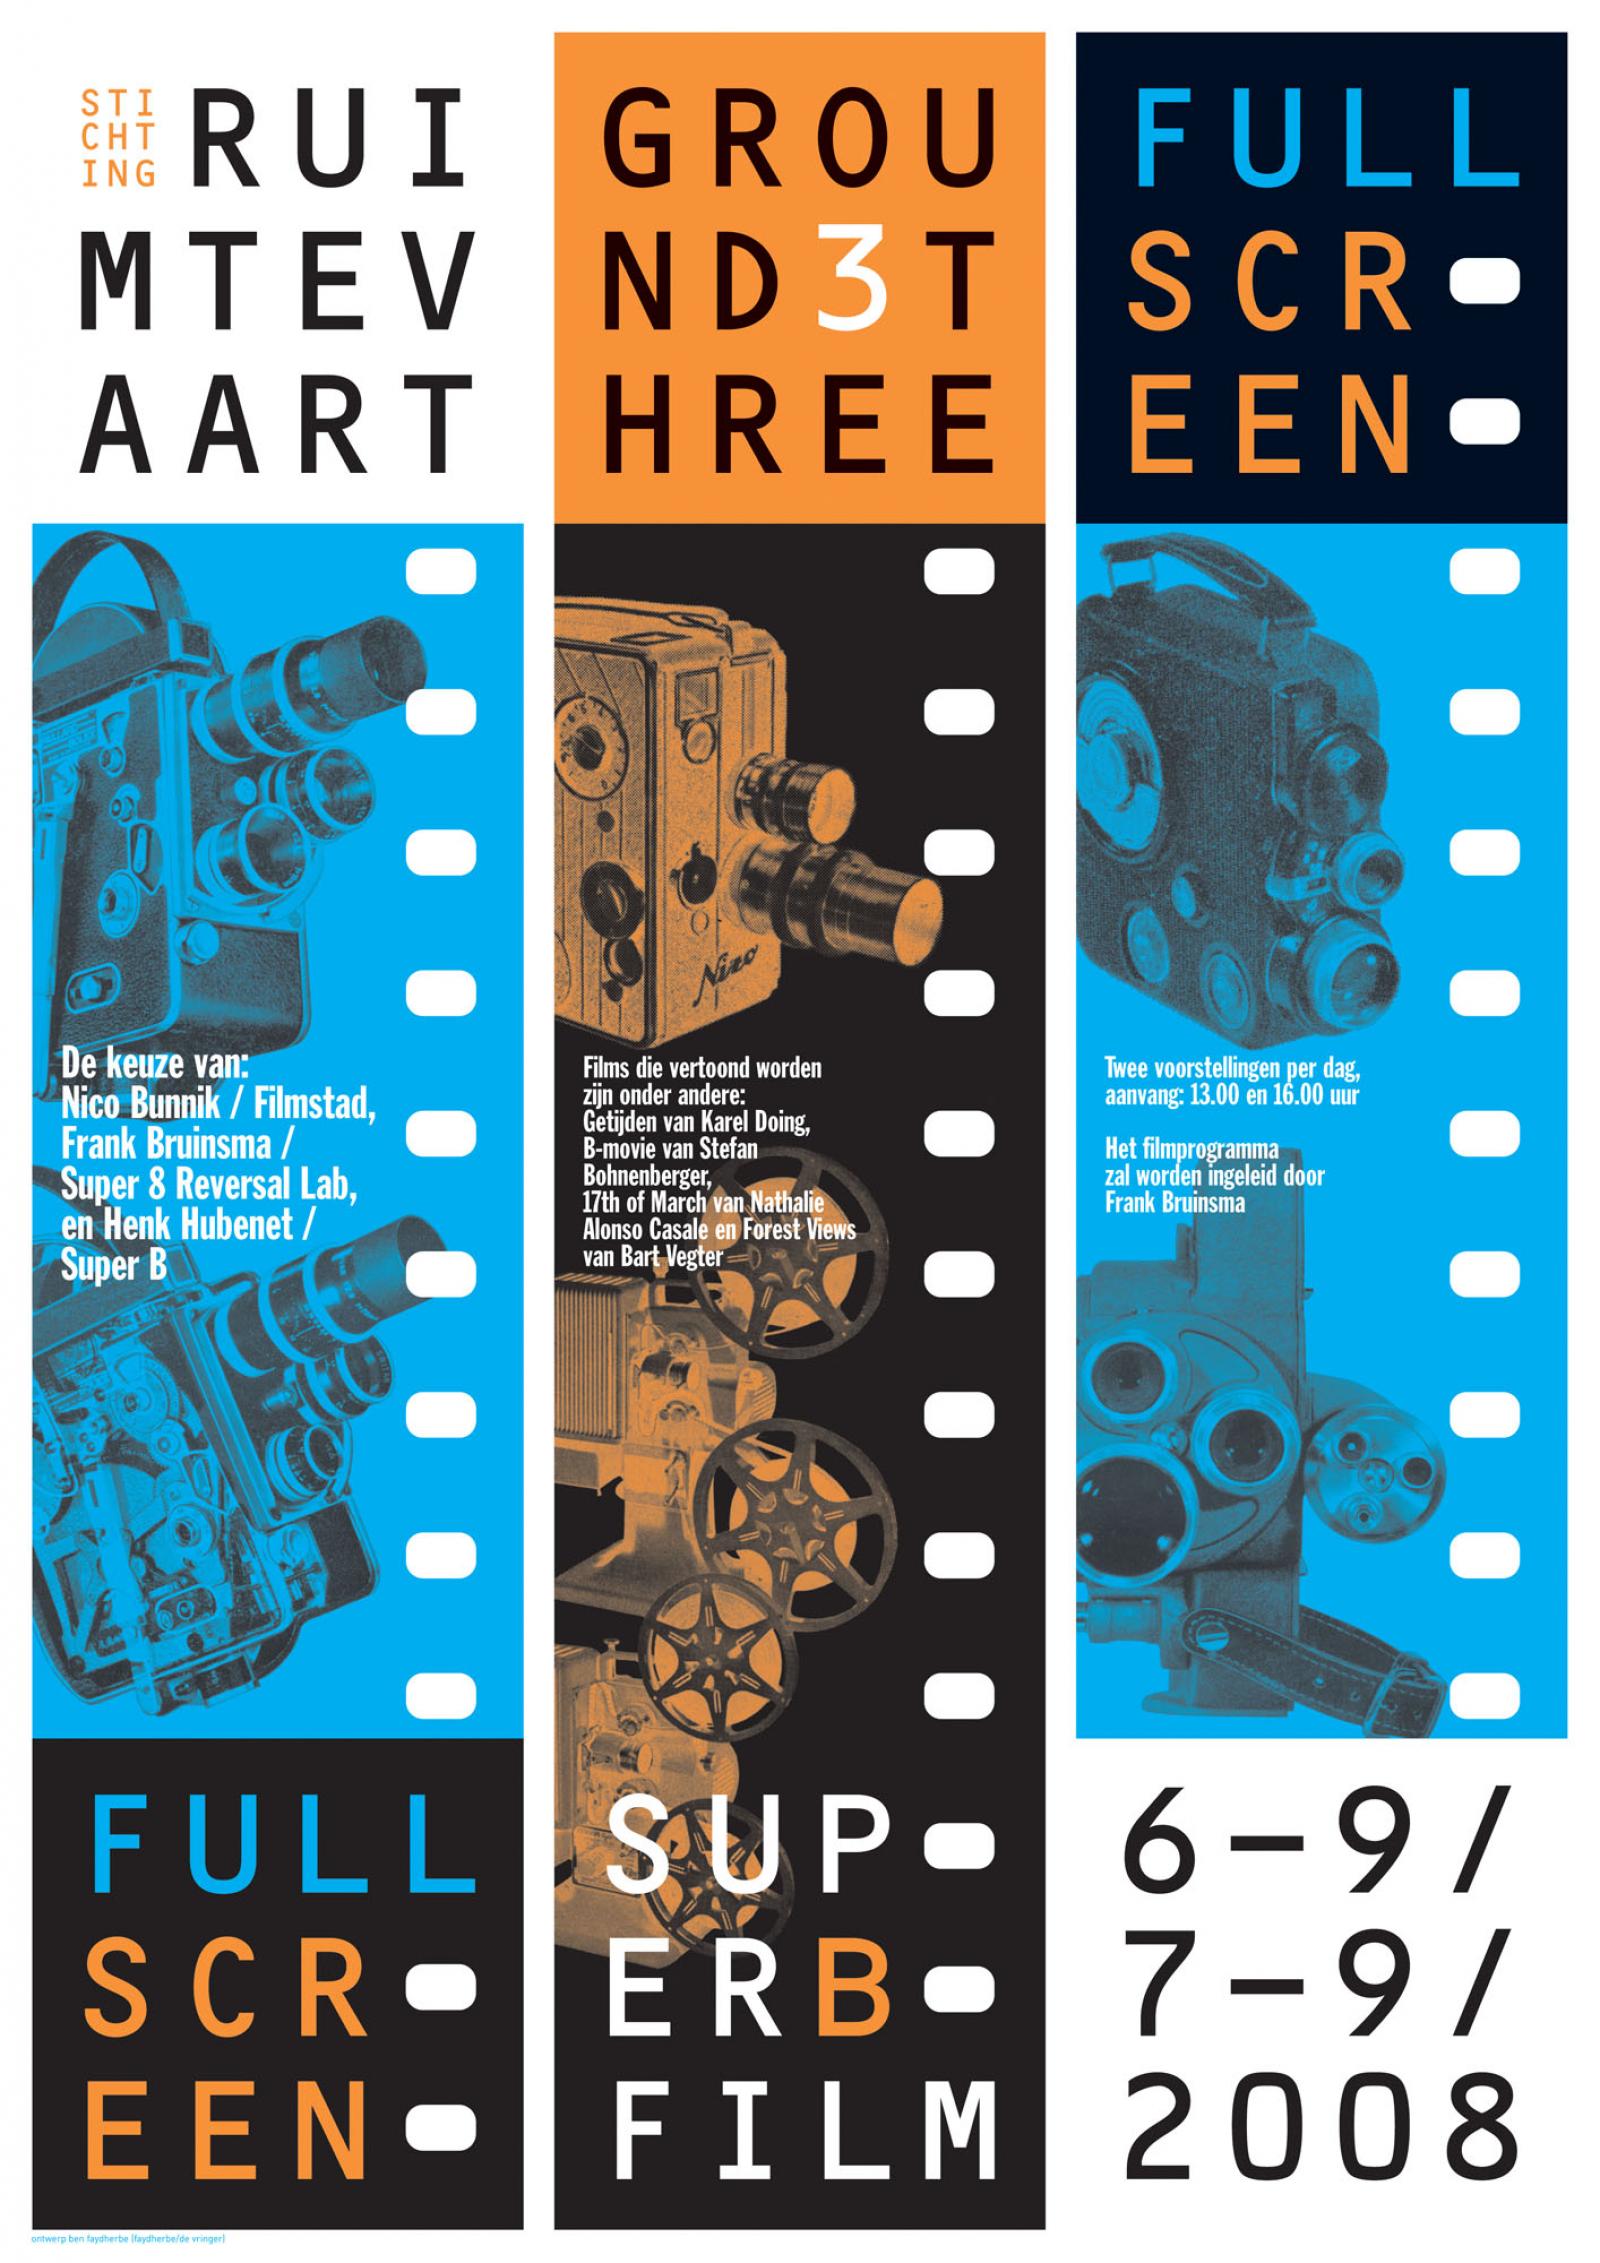 STI
CHT
ING
RUI
MTEV
AART
GROU
ND3T
HREE
FULL
SCR
EEN
De keuze van:
Nico Bunnik / Filmstad,
Frank Bruinsma /
Super 8 Reversal Lab,
en Henk Hubenet /
Super B
Nizo
Films die vertoond worden
zijn onder andere:
Getijden van Karel Doing,
B-movie van Stefan
Bohnenberger,
17th of March van Nathalie
Alonso Casale en Forest Views
van Bart Vegter
Twee voorstellingen per dag,
aanvang: 13.00 en 16.00 uur
Het filmprogramma
zal worden ingeleid door
Frank Bruinsma
FULL
SCR
EEN
SUP
ERB
FILM
6-9/
7-9/
2008
ontwerp ben faydherbe (faydherbe/de vringer)